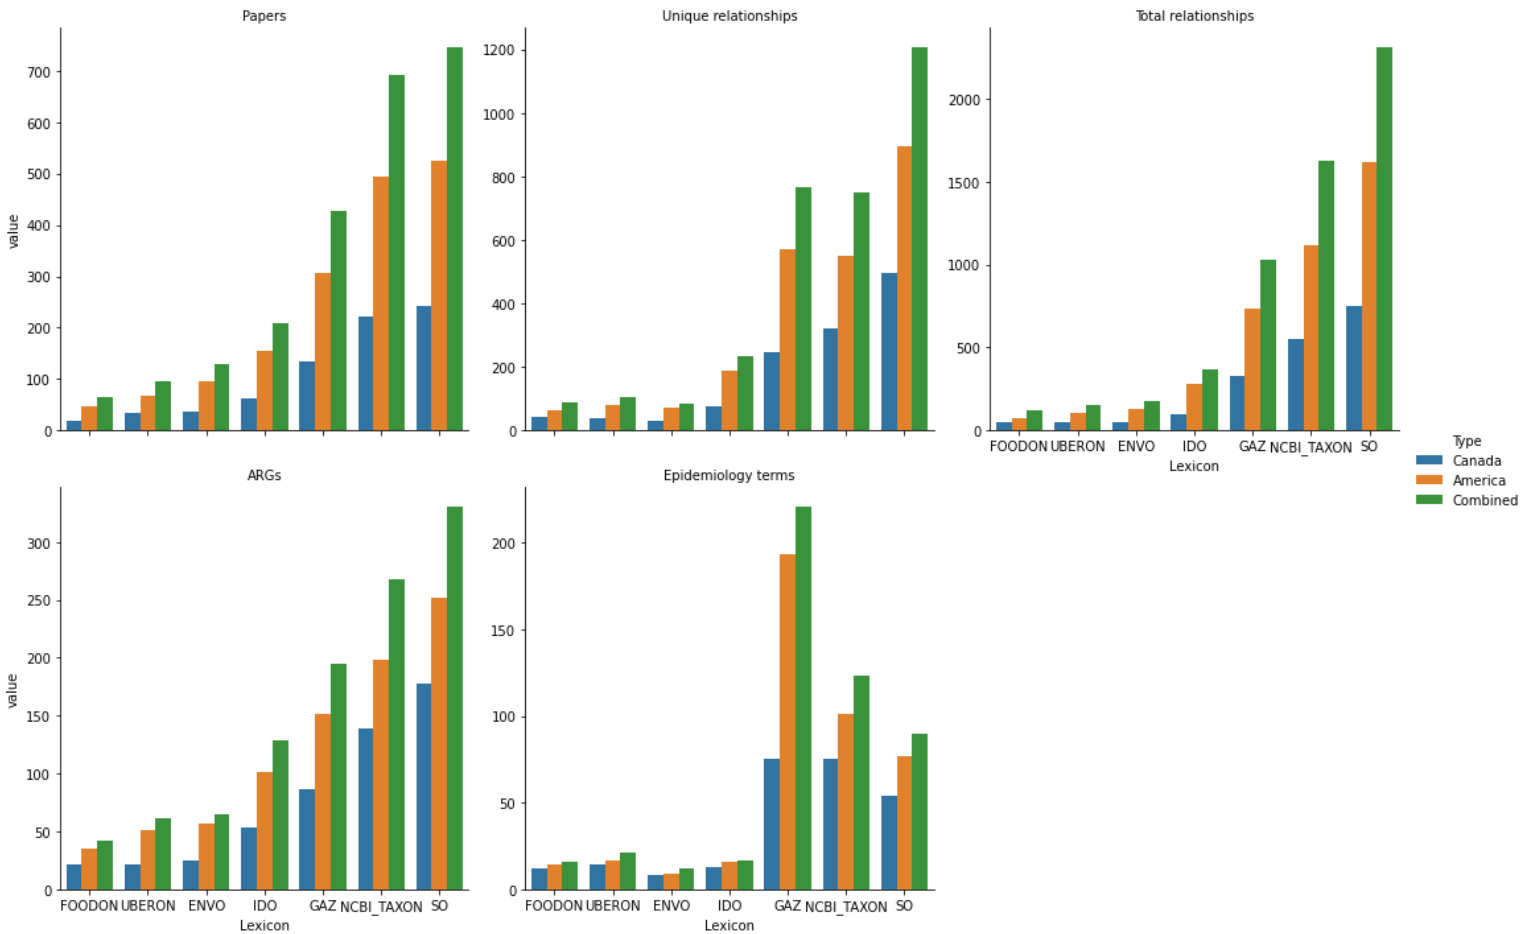 Papers
Unique relationships
Total relationships
700
600
500
400
300
200
100
0
value
1200
1000
800
600
400
200
0
2000
1500
1000
500
0
FOODON UBERON ENVO IDO GAZ NCBI_TAXON SO
Lexicon
Type
Canada
America
Combined
ARGs
Epidemiology terms
300
250
200
150
100
50
0
value
FOODON UBERON ENVO IDO GAZ NCBI_TAXON SO
Lexicon
200
150
100
50
0
FOODON UBERON ENVO IDO GAZ NCBI_TAXON SO
Lexicon